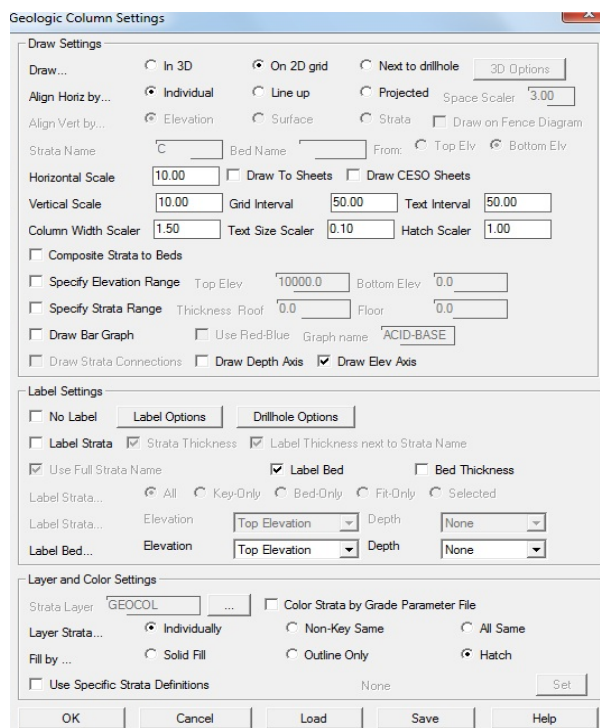 Geologic Column Settings
Draw Settings
Draw... In 3D On 2D grid Next to drillhole 3D Options
Align Horiz by... Individual Line up Projected Space Scaler 3.00
Align Vert by... Elevation Surface Strata Draw on Fence Diagram
Strata Name C Bed Name From: Top Elv Bottom Elv
Horizontal Scale 10.00 Draw To Sheets Draw CESO Sheets
Vertical Scale 10.00 Grid Interval 50.00 Text Interval 50.00
Column Width Scaler 1.50 Text Size Scaler 0.10 Hatch Scaler 1.00
Composite Strata to Beds
Specify Elevation Range Top Elev 10000.0 Bottom Elev 0.0
Specify Strata Range Thickness Roof 0.0 Floor 0.0
Draw Bar Graph Use Red-Blue Graph name ACID-BASE
Draw Strata Connections Draw Depth Axis Draw Elev Axis
Label Settings
No Label Label Options Drillhole Options
Label Strata Strata Thickness Label Thickness next to Strata Name
Use Full Strata Name Label Bed Bed Thickness
Label Strata... All Key-Only Bed-Only Fit-Only Selected
Label Strata... Elevation Top Elevation Depth None
Label Bed... Elevation Top Elevation Depth None
Layer and Color Settings
Strata Layer GEOCOL ... Color Strata by Grade Parameter File
Layer Strata... Individually Non-Key Same All Same
Fill by ... Solid Fill Outline Only Hatch
Use Specific Strata Definitions None Set
OK Cancel Load Save Help